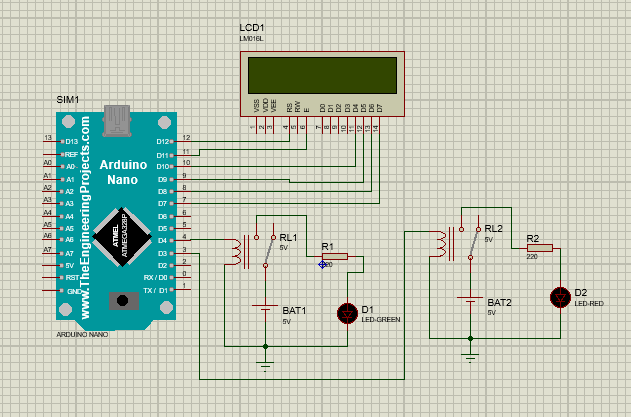 LCD1
LM016L
VSS VDD VEE RS RW E D0 D1 D2 D3 D4 D5 D6 D7
1 2 3 4 5 6 7 8 9 10 11 12 13 14
SIM1
www.TheEngineeringProjects.com
Arduino
Nano
ATMEL
ATMEGA328P
13 D13 D12 12
REF D11 11
A0 A0 D10 10
A1 A1 D9 9
A2 A2 D8 8
A3 A3 D7 7
A4 A4 D6 6
A5 A5 D5 5
A6 A6 D4 4
A7 A7 D3 3
5V D2 2
RST RX / D0 0
GND TX / D1 1
ARDUINO NANO
RL1
5V
R1
BAT1
5V
D1
LED-GREEN
RL2
5V
R2
220
BAT2
5V
D2
LED-RED